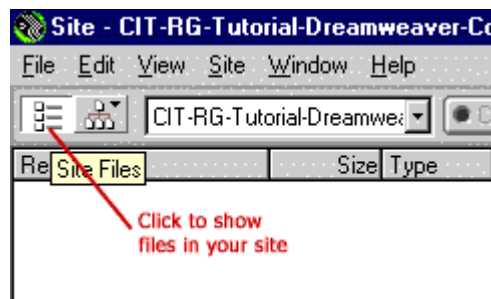 Site - CIT-RG-Tutorial-Dreamweaver-Co
File Edit View Site Window Help
CIT-RG-Tutorial-Dreamwea
Re Site Files Size Type
Click to show
files in your site